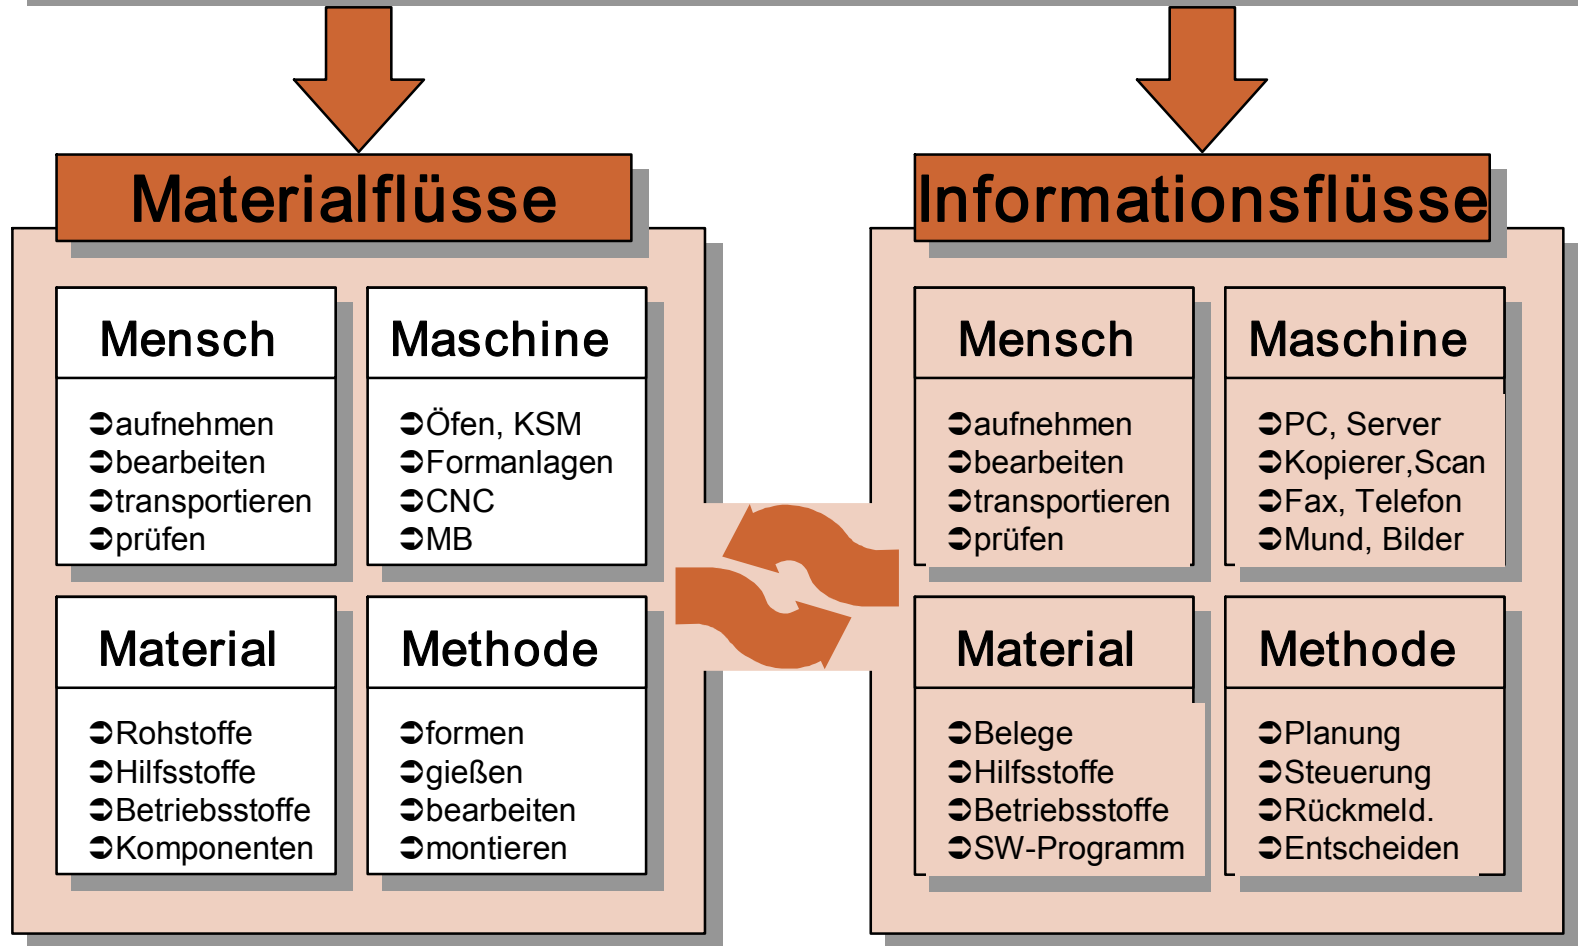 Materialflüsse
Mensch
aufnehmen
bearbeiten
transportieren
prüfen
Maschine
Öfen, KSM
Formanlagen
CNC
MB
Material
Rohstoffe
Hilfsstoffe
Betriebsstoffe
Komponenten
Methode
formen
gießen
bearbeiten
montieren
Informationsflüsse
Mensch
aufnehmen
bearbeiten
transportieren
prüfen
Maschine
PC, Server
Kopierer,Scan
Fax, Telefon
Mund, Bilder
Material
Belege
Hilfsstoffe
Betriebsstoffe
SW-Programm
Methode
Planung
Steuerung
Rückmeld.
Entscheiden